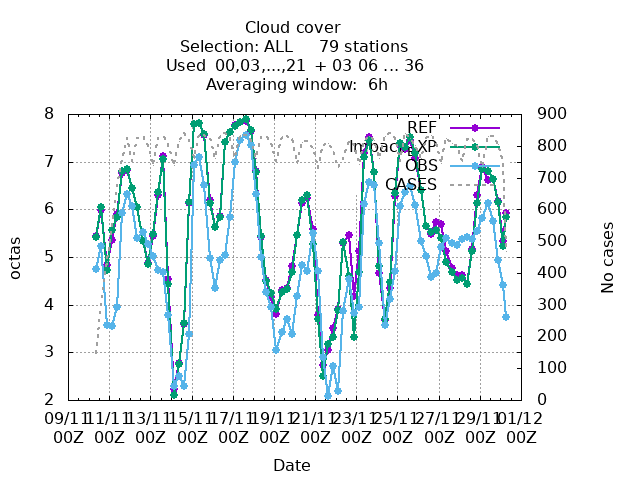 Cloud cover
Selection: ALL 79 stations
Used 00,03,...,21 + 03 06 ... 36
Averaging window: 6h
8
7
6
5
4
3
2
octas
900
800
700
600
500
400
300
200
100
0
No cases
REF
Impact_EXP
OBS
CASES
09/11 11/11 13/11 15/11 17/11 19/11 21/11 23/11 25/11 27/11 29/11 01/12
00Z 00Z 00Z 00Z 00Z 00Z 00Z 00Z 00Z 00Z 00Z 00Z
Date